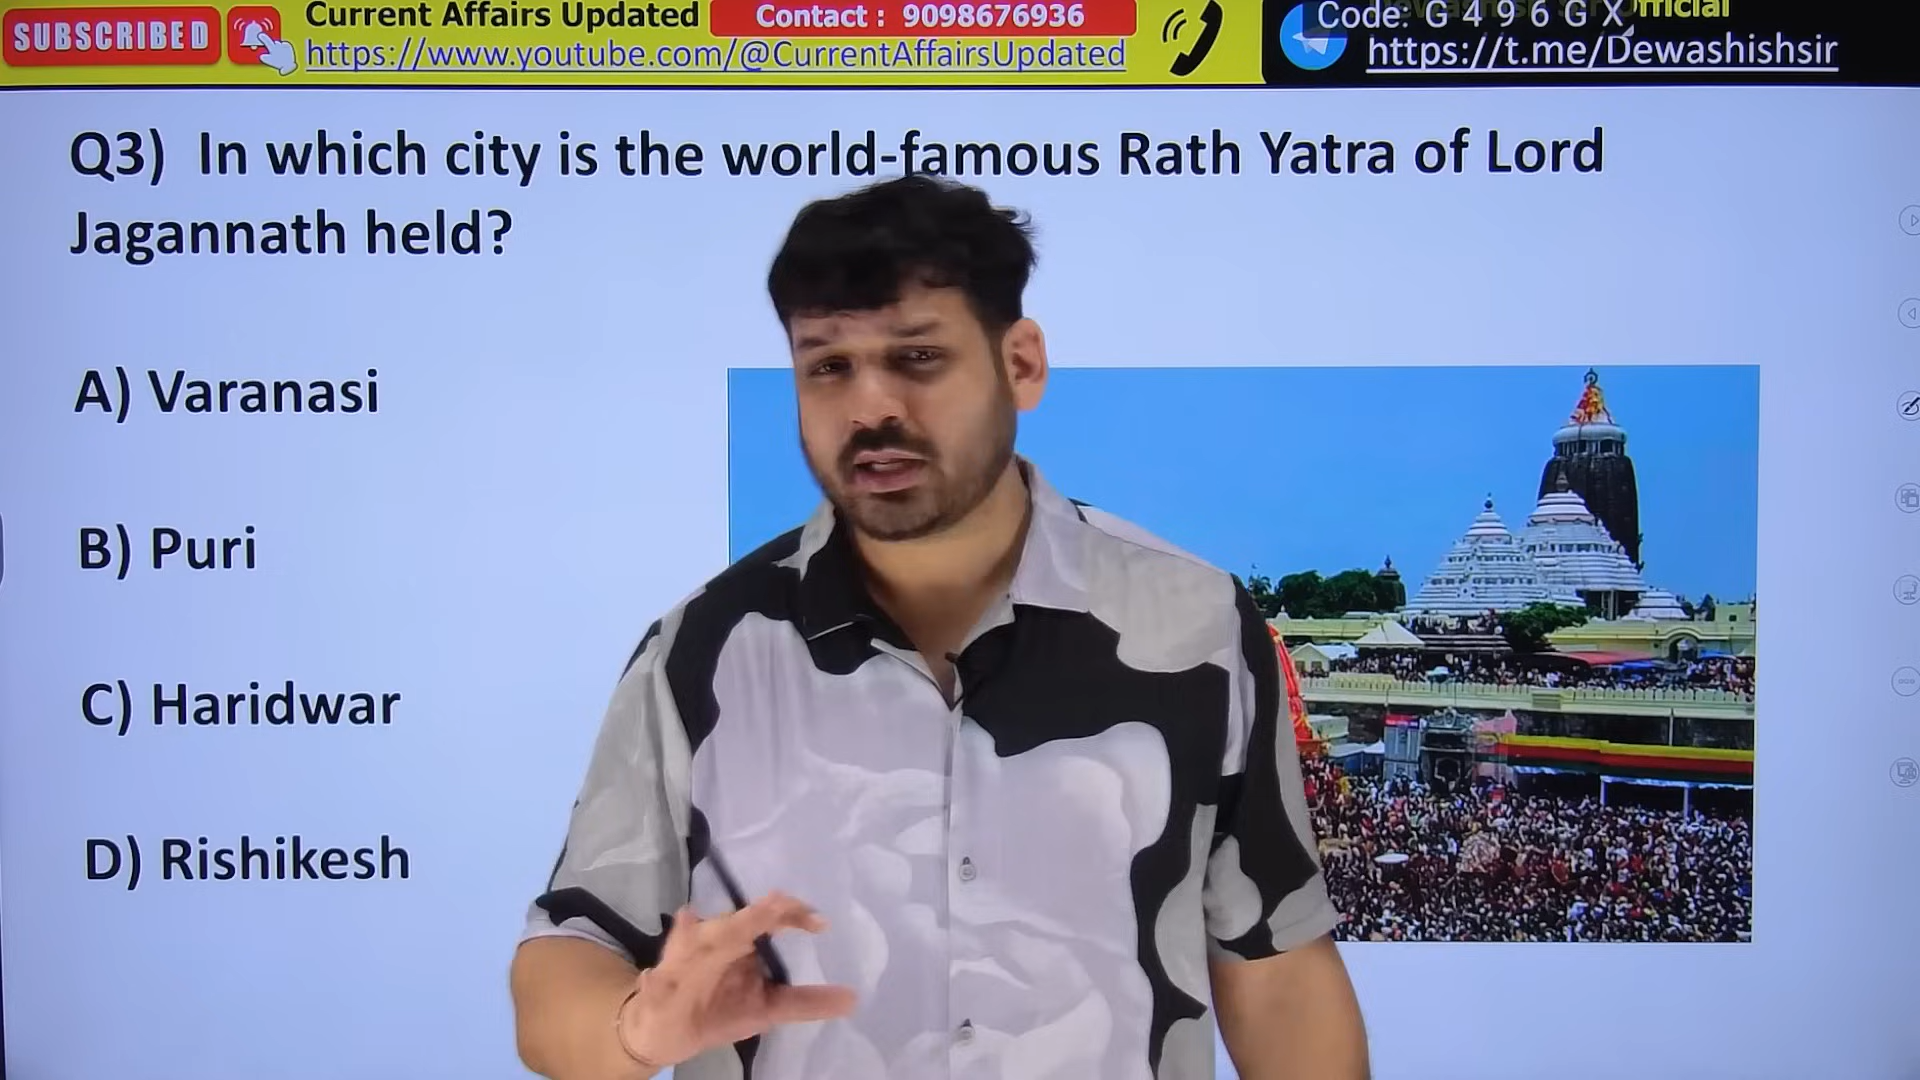 SUBSCRIBED
Current Affairs Updated
Contact : 9098676936
https://www.youtube.com/@CurrentAffairsUpdated
Code: G 4 9 6 G X
https://t.me/Dewashishsir
Q3) In which city is the world-famous Rath Yatra of Lord
Jagannath held?
A) Varanasi
B) Puri
C) Haridwar
D) Rishikesh